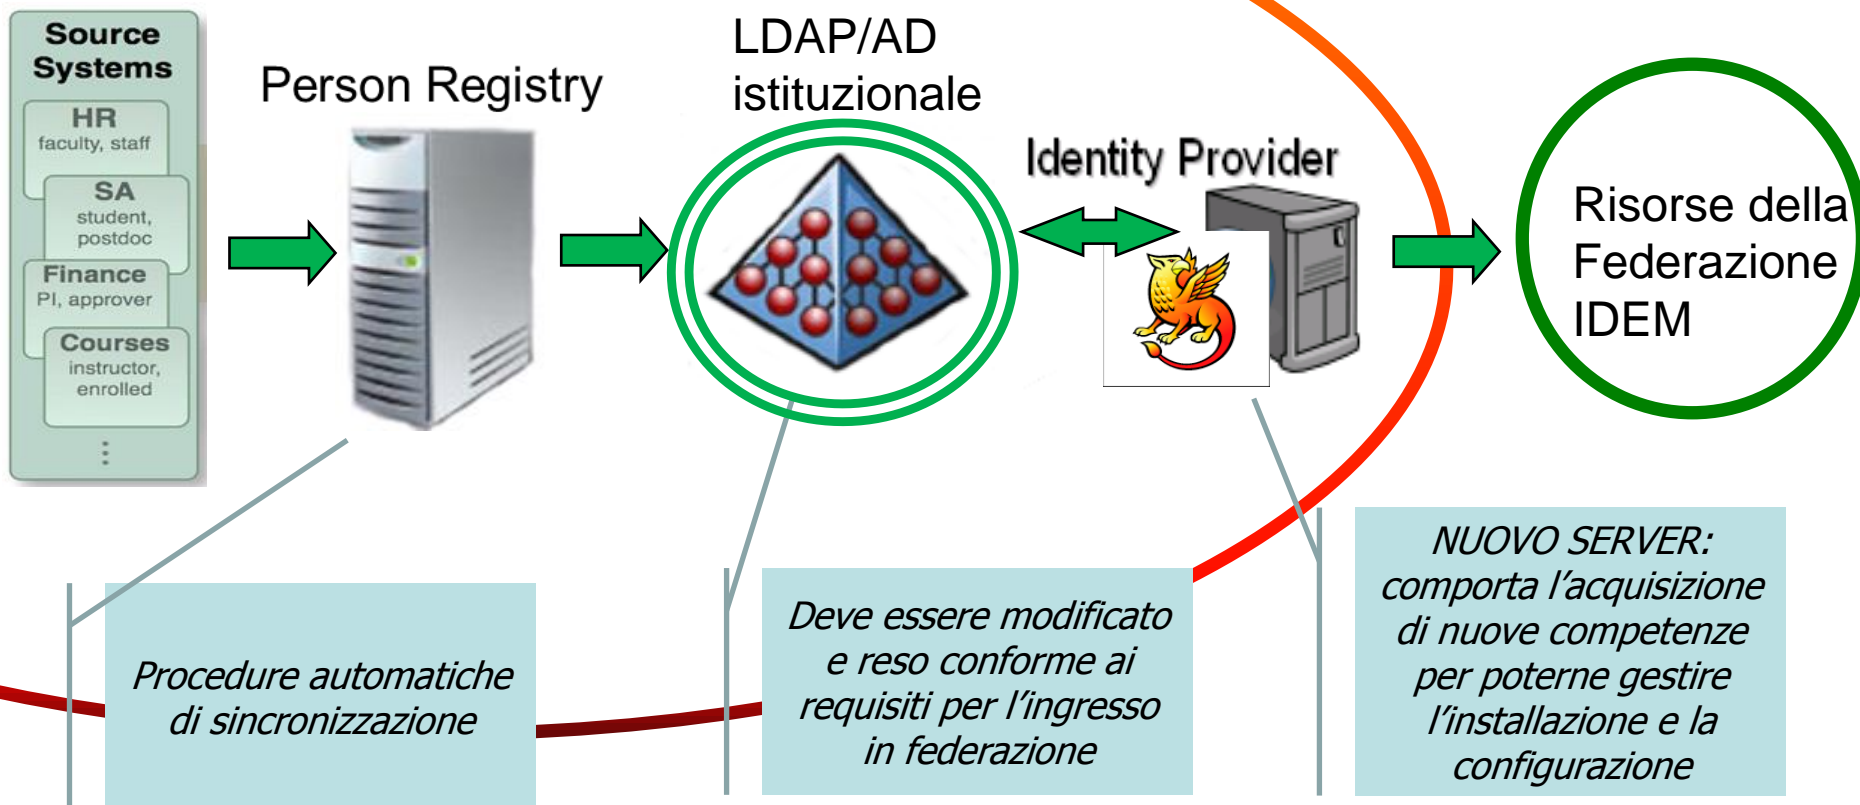 Source
Systems
HR
faculty, staff
SA
student,
postdoc
Finance
PI, approver
Courses
instructor,
enrolled
Person Registry
LDAP/AD
istituzionale
Identity Provider
Risorse della
Federazione
IDEM
Procedure automatiche
di sincronizzazione
Deve essere modificato
e reso conforme ai
requisiti per l’ingresso
in federazione
NUOVO SERVER:
comporta l’acquisizione
di nuove competenze
per poterne gestire
l’installazione e la
configurazione